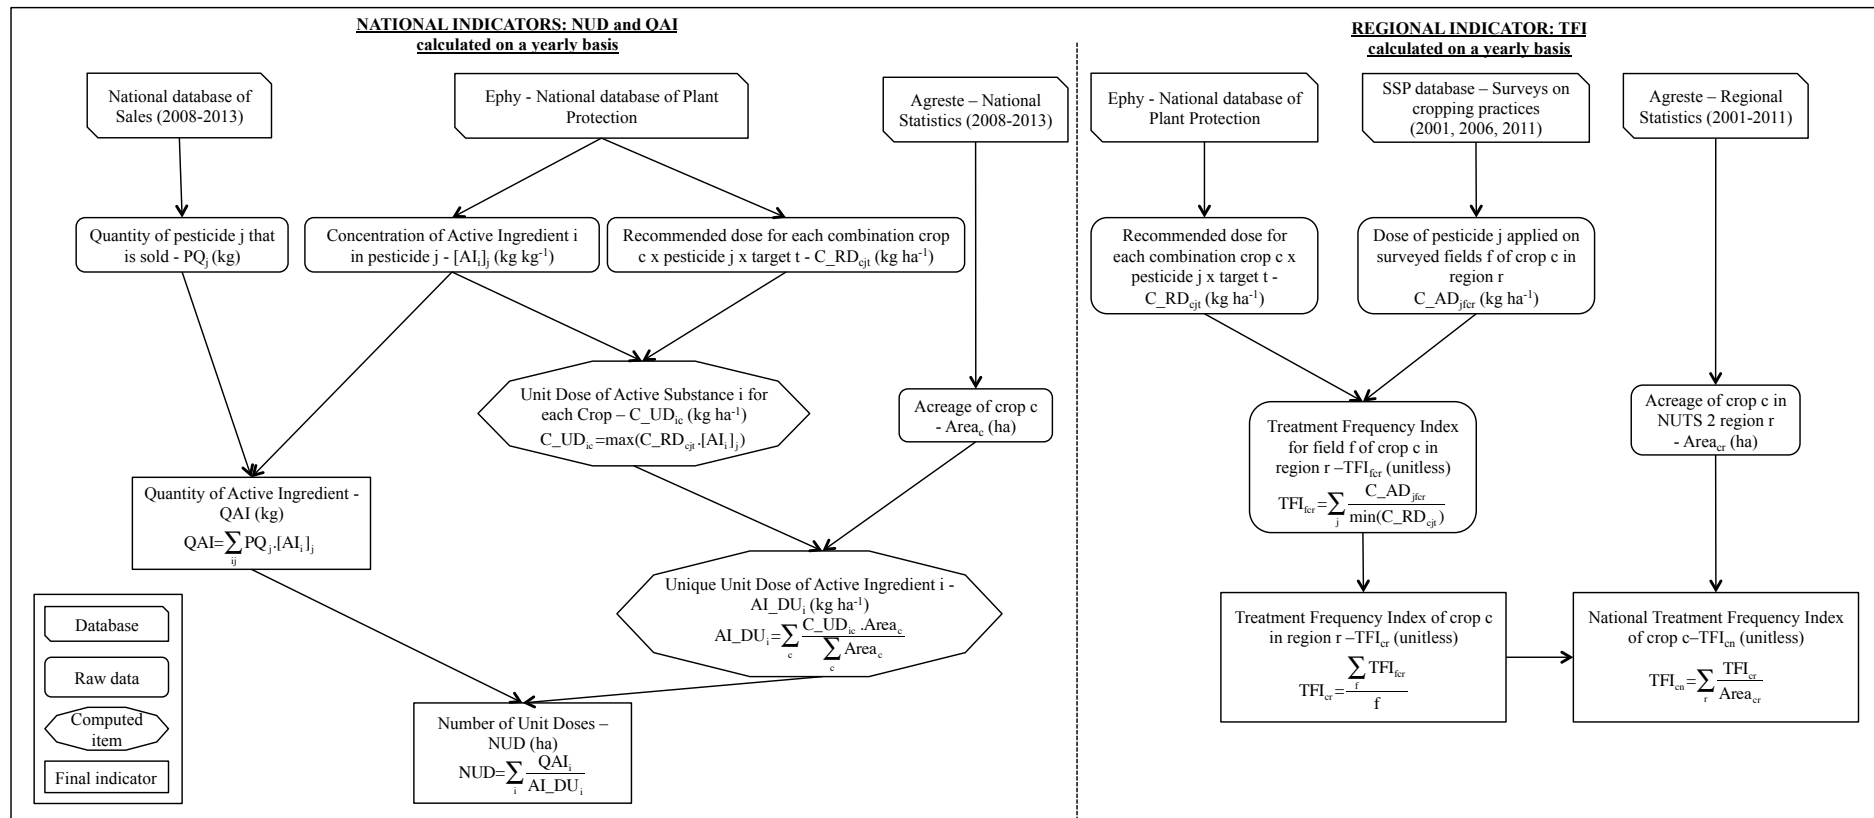 NATIONAL INDICATORS: NUD and QAI
calculated on a yearly basis
National database of
Sales (2008-2013)
Ephy - National database of Plant
Protection
Agreste – National
Statistics (2008-2013)
Quantity of pesticide j that
is sold - PQj (kg)
Concentration of Active Ingredient i
in pesticide j - [AIi]j (kg kg-1)
Recommended dose for each combination crop
c x pesticide j x target t - C_RDcjt (kg ha-1)
Unit Dose of Active Substance i for
each Crop – C_UDic (kg ha-1)
C_UDic=max(C_RDcjt.[AIi]j)
Acreage of crop c
- Areac (ha)
Quantity of Active Ingredient -
QAI (kg)
QAI=∑ij PQj.[AIi]j
Unique Unit Dose of Active Ingredient i -
AI_DUi (kg ha-1)
AI_DUi=∑c C_UDic.Areac / ∑c Areac
Number of Unit Doses –
NUD (ha)
NUD=∑i QAIi / AI_DUi
Database
Raw data
Computed
item
Final indicator
REGIONAL INDICATOR: TFI
calculated on a yearly basis
Ephy - National database of
Plant Protection
SSP database – Surveys on
cropping practices
(2001, 2006, 2011)
Agreste – Regional
Statistics (2001-2011)
Recommended dose for
each combination crop c x
pesticide j x target t -
C_RDcjt (kg ha-1)
Dose of pesticide j applied on
surveyed fields f of crop c in
region r
C_ADjfcr (kg ha-1)
Treatment Frequency Index
for field f of crop c in
region r –TFIfcr (unitless)
TFIfcr=∑j C_ADjfcr / min(C_RDcjt)
Acreage of crop c in
NUTS 2 region r
- Areacr (ha)
Treatment Frequency Index of crop c
in region r –TFIcr (unitless)
TFIcr=∑f TFIfcr / f
National Treatment Frequency Index
of crop c–TFIcn (unitless)
TFIcn=∑r TFIcr / Areacr